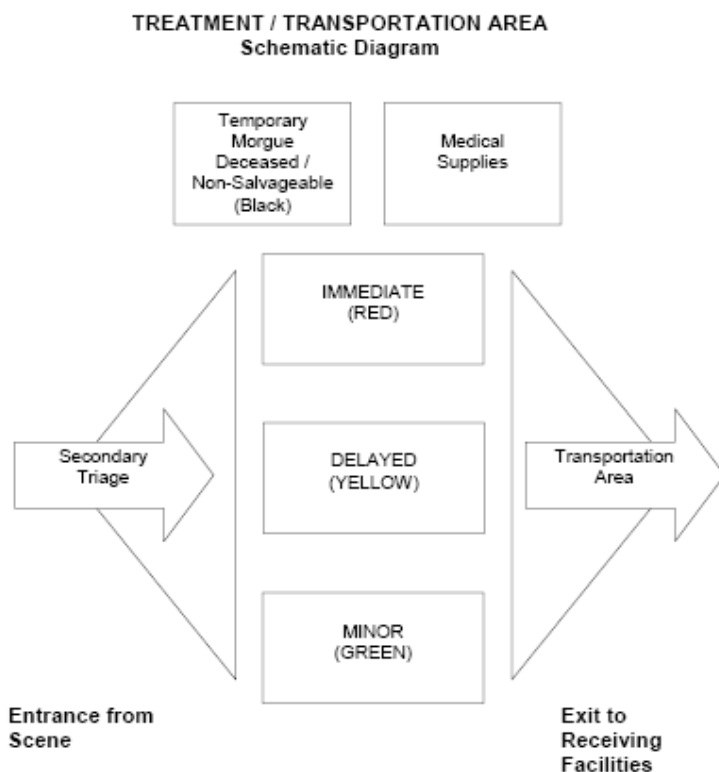 TREATMENT / TRANSPORTATION AREA
Schematic Diagram
Temporary
Morgue
Deceased /
Non-Salvageable
(Black)
Medical
Supplies
IMMEDIATE
(RED)
Secondary
Triage
DELAYED
(YELLOW)
Transportation
Area
MINOR
(GREEN)
Entrance from
Scene
Exit to
Receiving
Facilities